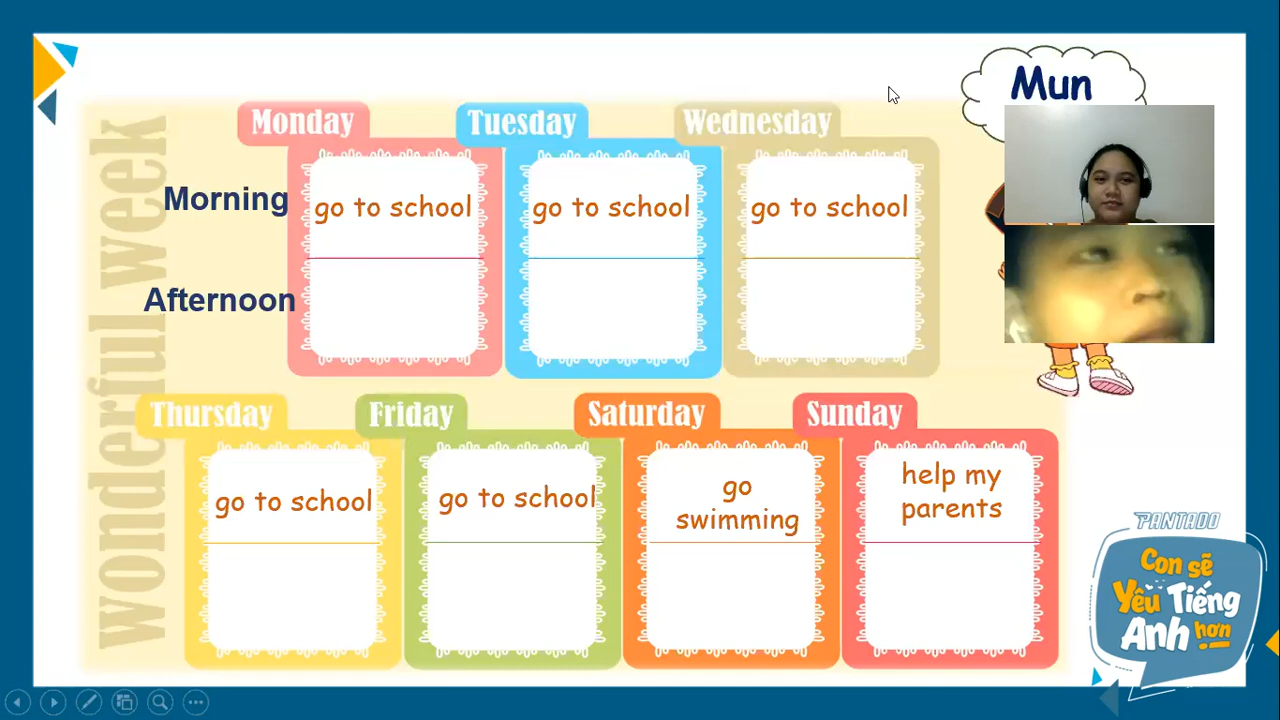 Mun
wonderful week
Monday
Tuesday
Wednesday
Morning
go to school
go to school
go to school
Afternoon
Thursday
Friday
Saturday
Sunday
go to school
go to school
go
swimming
help my
parents
PANTADO
Con sẽ
Yêu Tiếng
Anh hơn